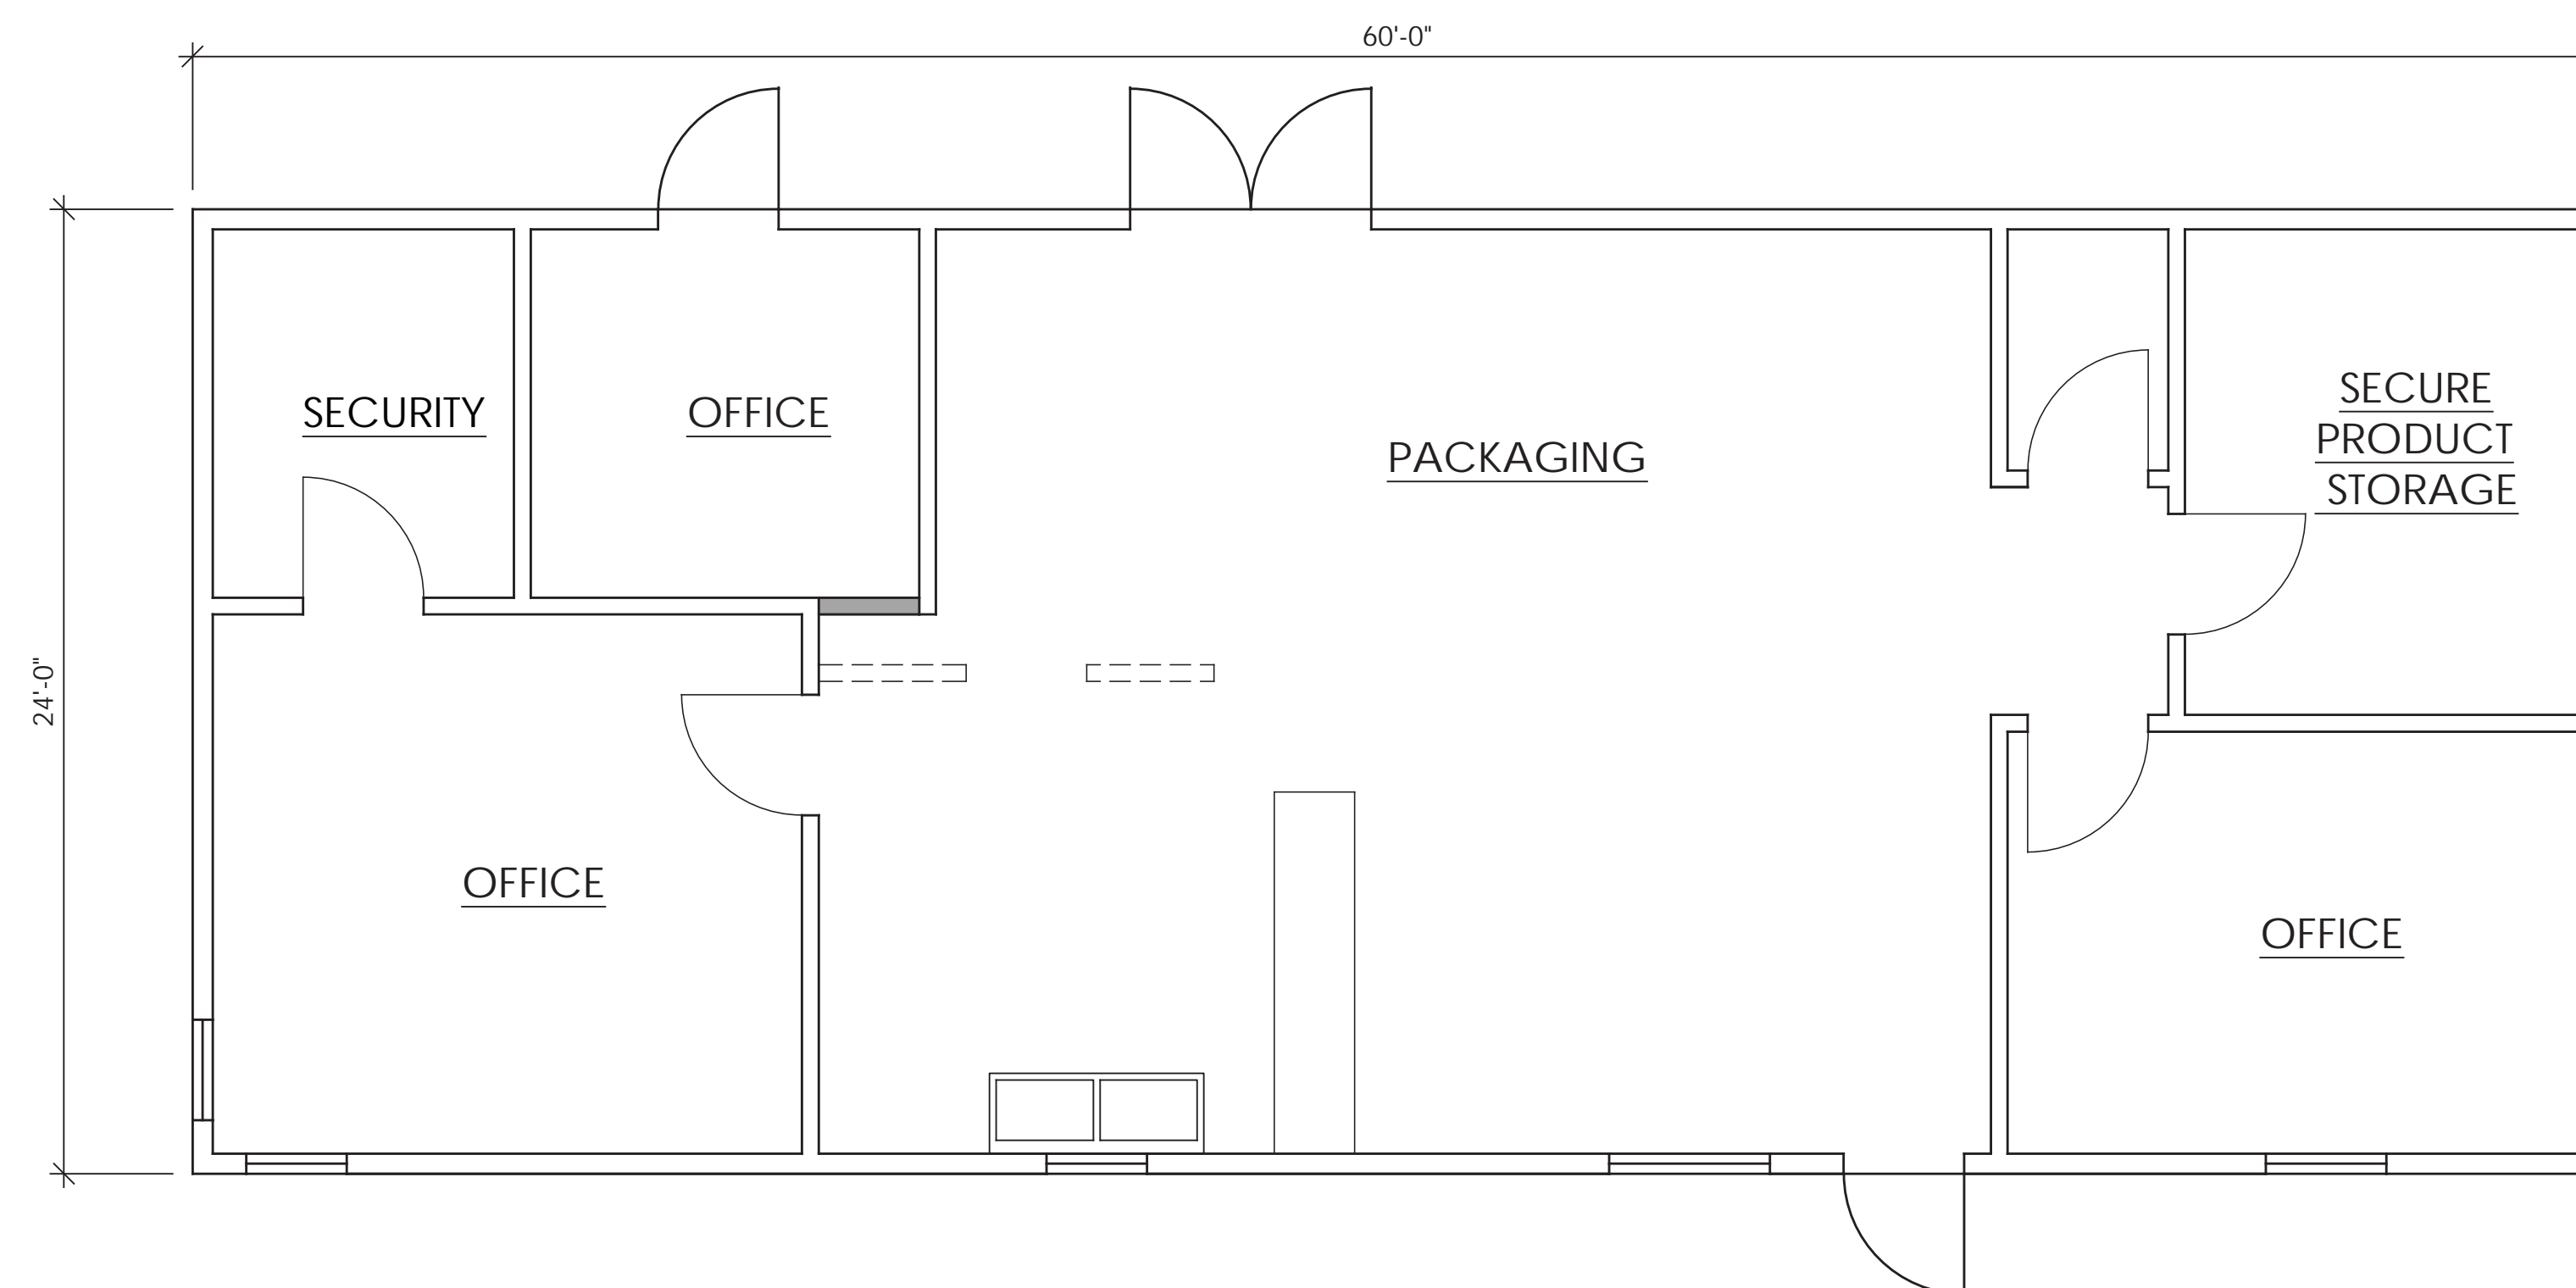 60'-0"
24'-0"
SECURITY
OFFICE
PACKAGING
SECURE
PRODUCT
STORAGE
OFFICE
OFFICE